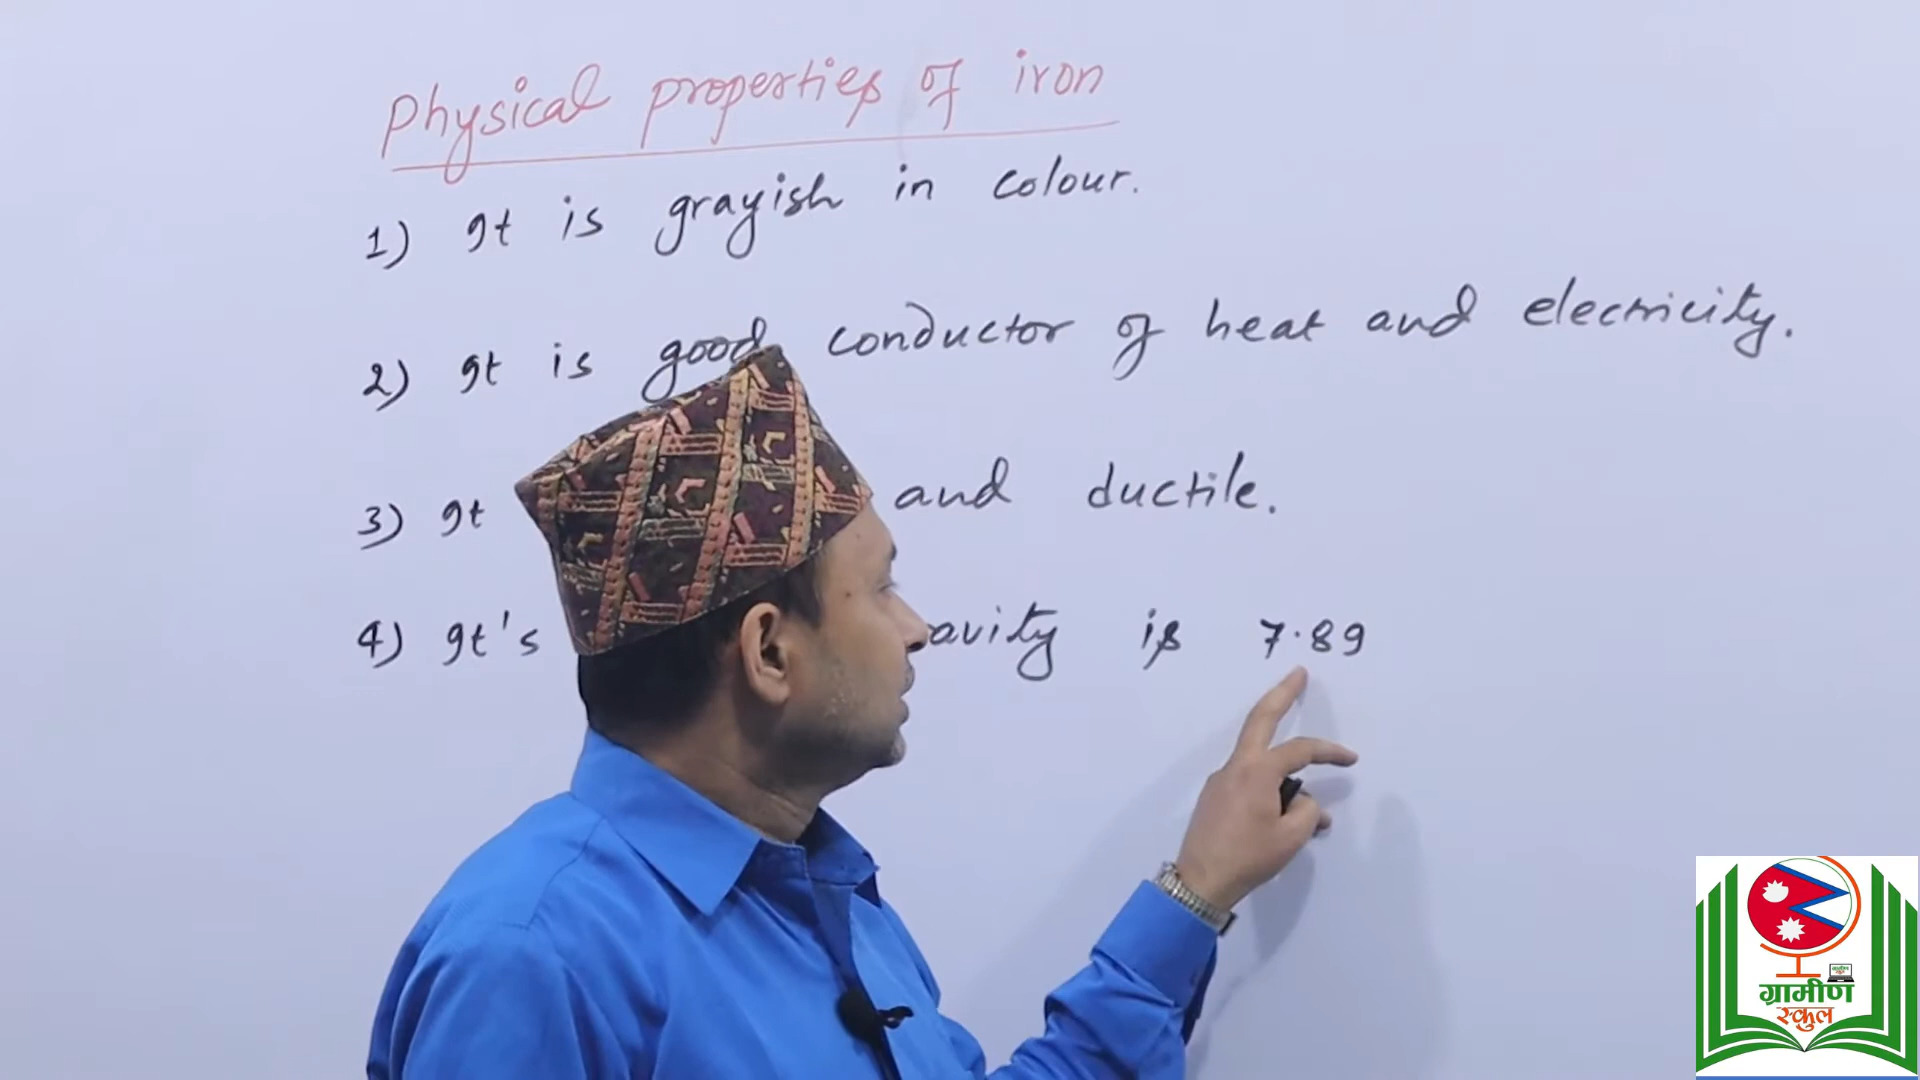 Physical properties of iron
1) It is grayish in colour.
2) It is good conductor of heat and electricity.
3) It and ductile.
4) It's is 7.89
ग्रामीण
स्कुल